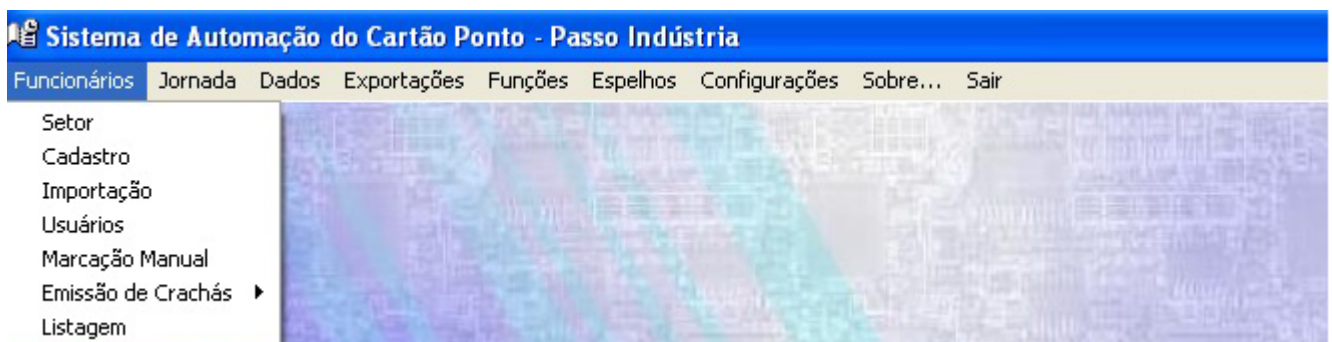 Sistema de Automação do Cartão Ponto - Passo Indústria
Funcionários Jornada Dados Exportações Funções Espelhos Configurações Sobre... Sair
Setor
Cadastro
Importação
Usuários
Marcação Manual
Emissão de Crachás
Listagem